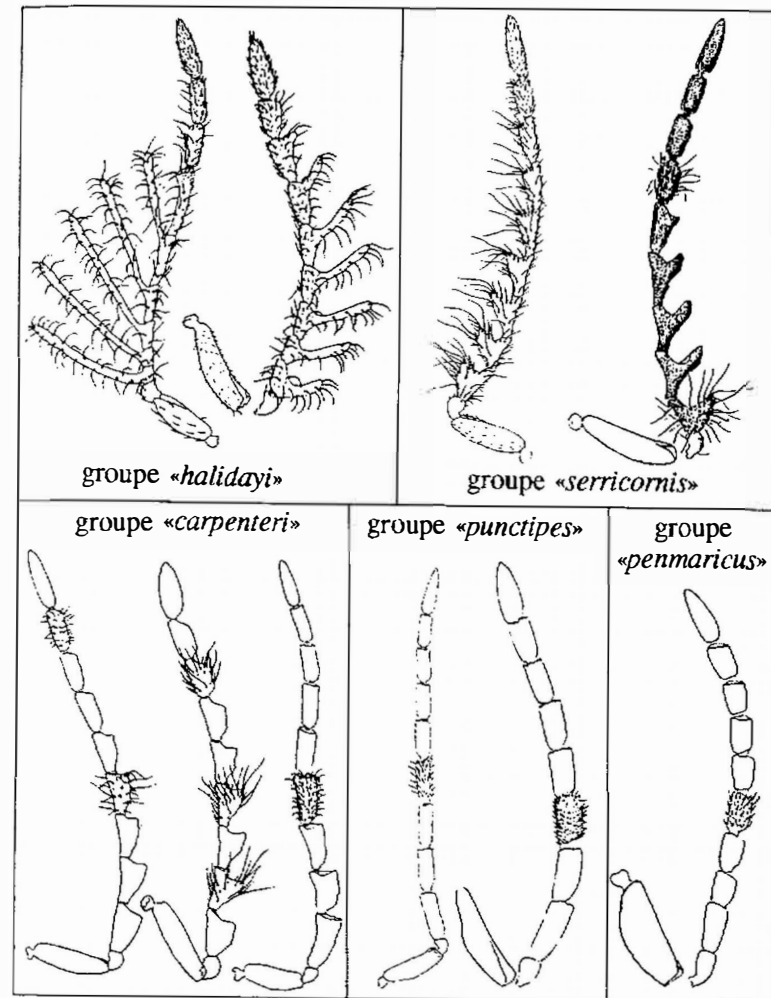 groupe «halidayi»
groupe «serricornis»
groupe «carpenteri»
groupe «punctipes»
groupe
«penmaricus»